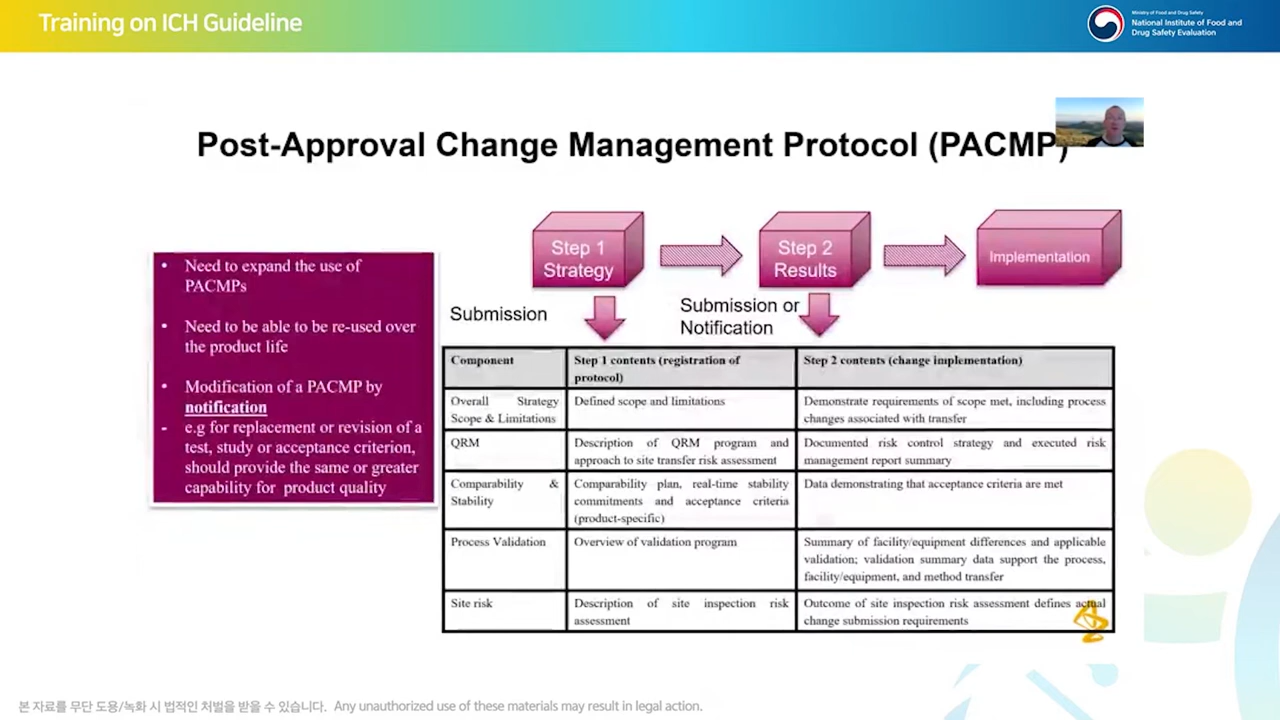 Training on ICH Guideline
Ministry of Food and Drug Safety
National Institute of Food and
Drug Safety Evaluation
Post-Approval Change Management Protocol (PACMP)
Step 1
Strategy
Step 2
Results
Implementation
Submission
Submission or
Notification
• Need to expand the use of
PACMPs
• Need to be able to be re-used over
the product life
• Modification of a PACMP by
notification
- e.g for replacement or revision of a
test, study or acceptance criterion,
should provide the same or greater
capability for product quality
Component
Step 1 contents (registration of
protocol)
Step 2 contents (change implementation)
Overall Strategy
Scope & Limitations
Defined scope and limitations
Demonstrate requirements of scope met, including process
changes associated with transfer
QRM
Description of QRM program and
approach to site transfer risk assessment
Documented risk control strategy and executed risk
management report summary
Comparability &
Stability
Comparability plan, real-time stability
commitments and acceptance criteria
(product-specific)
Data demonstrating that acceptance criteria are met
Process Validation
Overview of validation program
Summary of facility/equipment differences and applicable
validation; validation summary data support the process,
facility/equipment, and method transfer
Site risk
Description of site inspection risk
assessment
Outcome of site inspection risk assessment defines actual
change submission requirements
본 자료를 무단 도용/녹화 시 법적인 처벌을 받을 수 있습니다. Any unauthorized use of these materials may result in legal action.